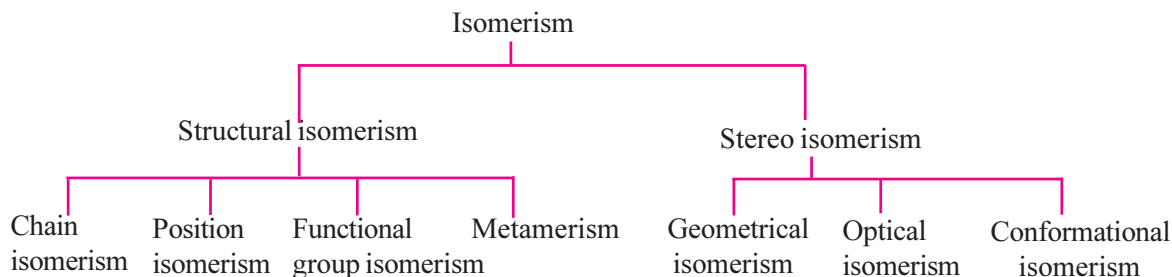 Isomerism
Structural isomerism
Stereo isomerism
Chain
isomerism
Position
isomerism
Functional
group isomerism
Metamerism
Geometrical
isomerism
Optical
isomerism
Conformational
isomerism